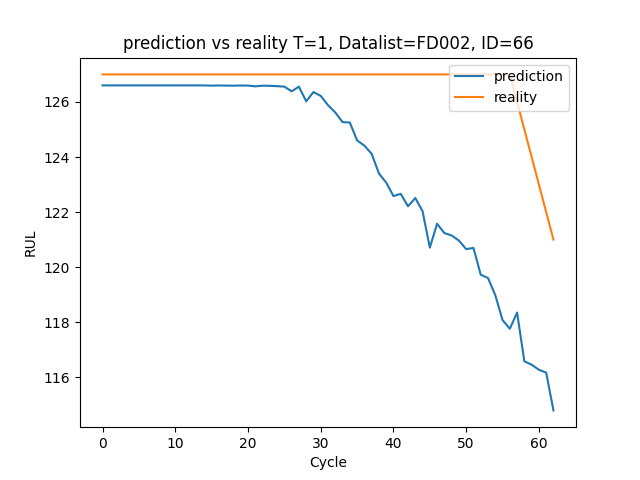 prediction vs reality T=1, Datalist=FD002, ID=66
prediction
reality
126
124
122
120
118
116
RUL
0 10 20 30 40 50 60
Cycle